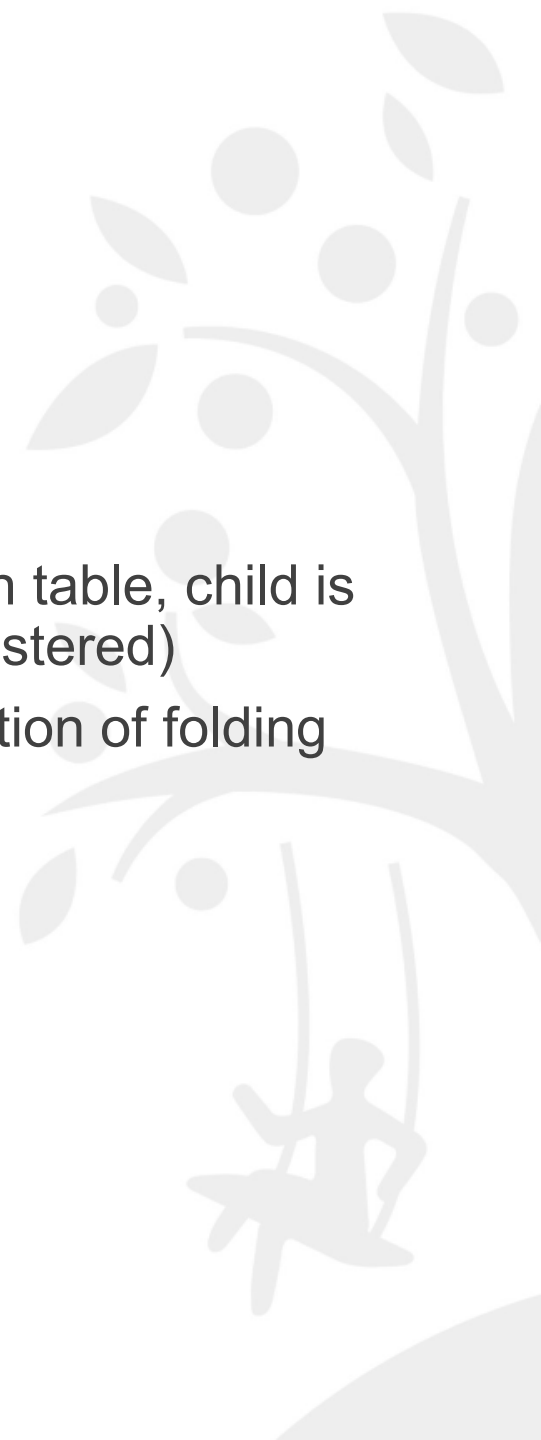 n table, child is
stered)
tion of folding